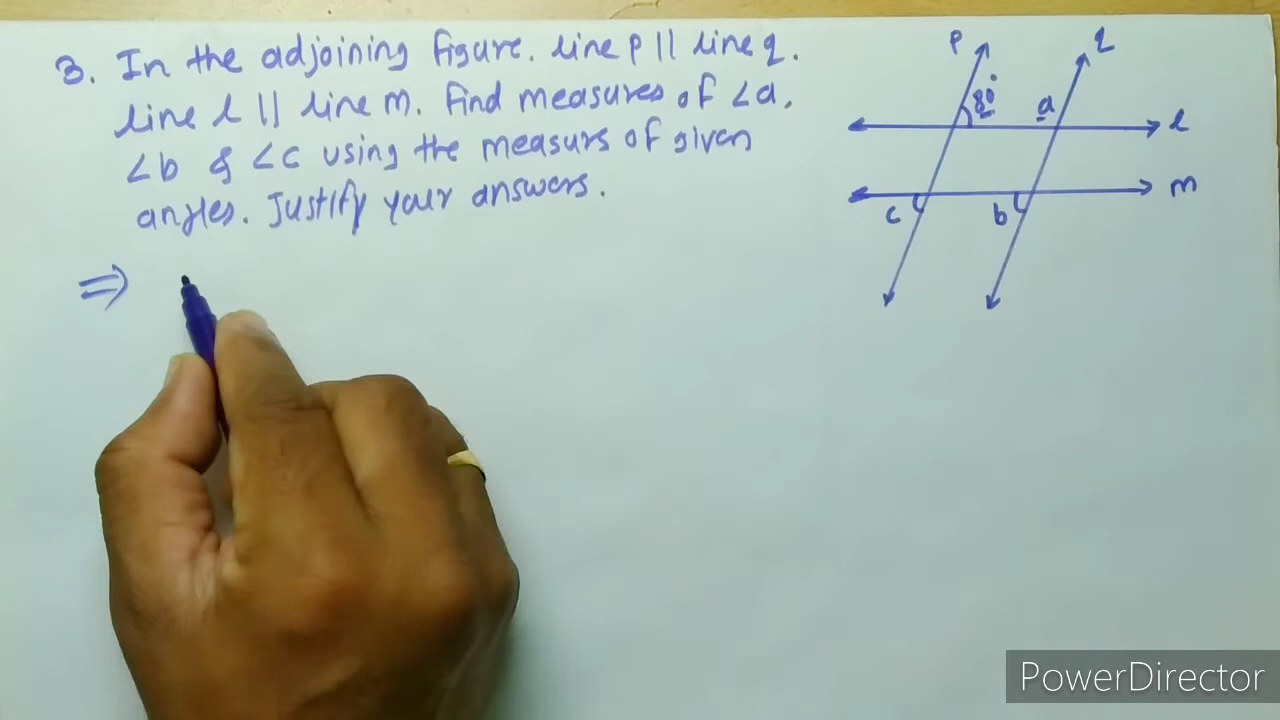 3. In the adjoining figure. line p || line q.
line l || line m. Find measures of ∠a,
∠b & ∠c using the measurs of given
angles. Justify your answers.
⇒
p
q
80°
a
l
m
c
b
PowerDirector